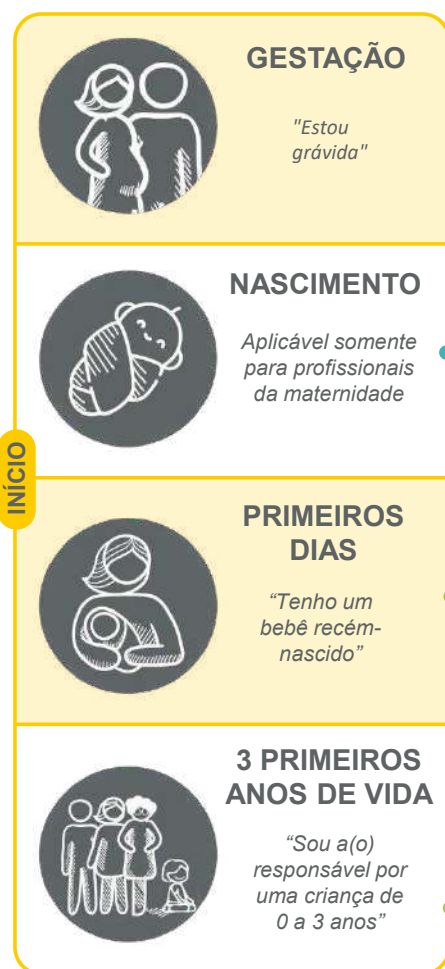 INÍCIO
GESTAÇÃO
"Estou
grávida"
NASCIMENTO
Aplicável somente
para profissionais
da maternidade
PRIMEIROS
DIAS
“Tenho um
bebê recém-
nascido”
3 PRIMEIROS
ANOS DE VIDA
“Sou a(o)
responsável por
uma criança de
0 a 3 anos”